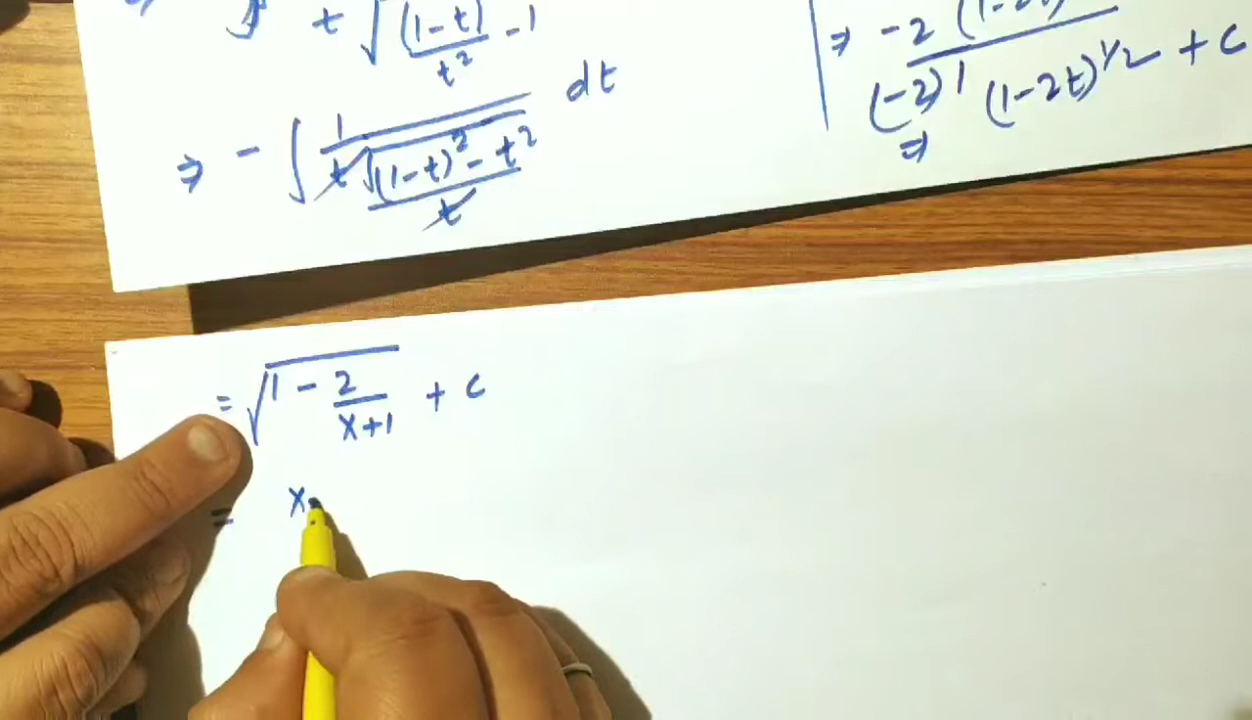 t √((1-t)/t² - 1
⇒ - ∫ 1/(t √((1-t)² - t²)/t) dt
⇒ -2 (1-2t)
(-2) 1 (1-2t)^1/2 + c
⇒
= √(1 - 2/(x+1)) + c
= x